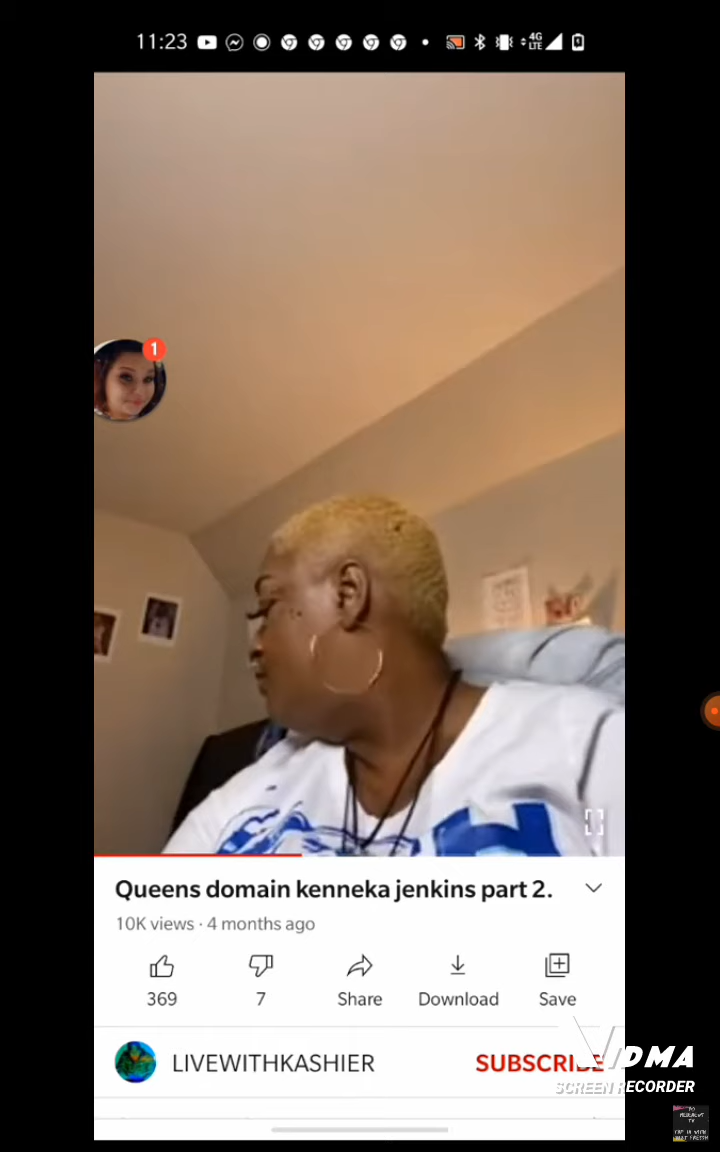 11:23
4G
LTE
1
Queens domain kenneka jenkins part 2.
10K views · 4 months ago
369
7
Share
Download
Save
LIVEWITHKASHIER
SUBSCRIBE
VDMA
SCREEN RECORDER